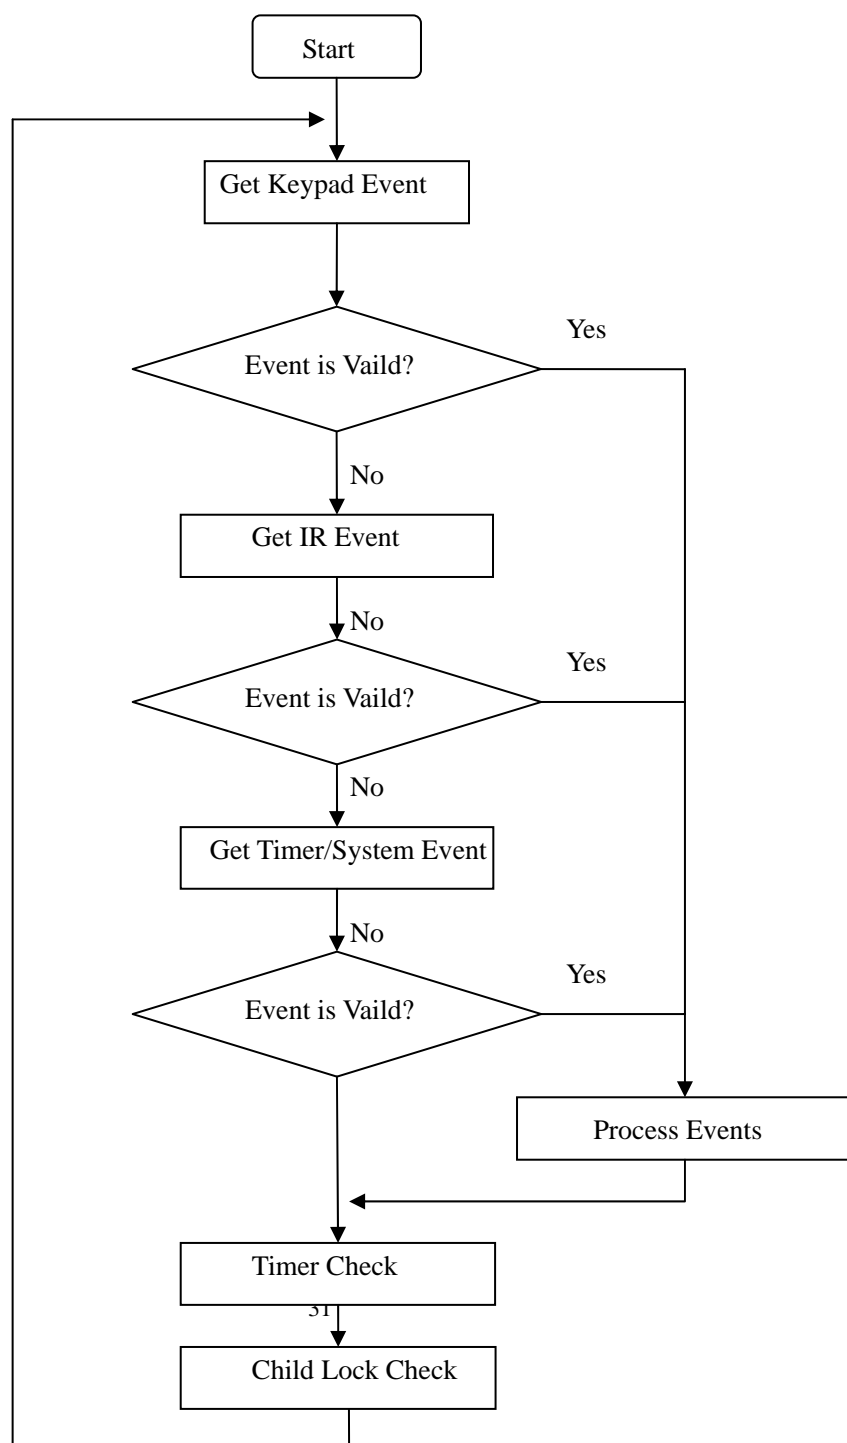 Start
Get Keypad Event
Yes
Event is Vaild?
No
Get IR Event
No
Yes
Event is Vaild?
No
Get Timer/System Event
No
Yes
Event is Vaild?
Process Events
Timer Check
31
Child Lock Check